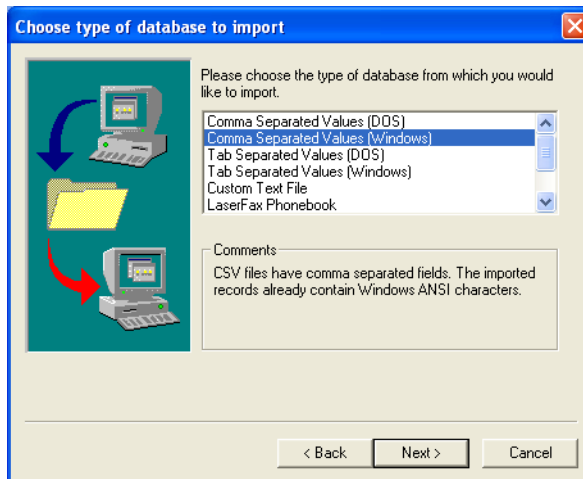 Choose type of database to import
Please choose the type of database from which you would
like to import.
Comma Separated Values (DOS)
Comma Separated Values (Windows)
Tab Separated Values (DOS)
Tab Separated Values (Windows)
Custom Text File
LaserFax Phonebook
Comments
CSV files have comma separated fields. The imported
records already contain Windows ANSI characters.
< Back
Next >
Cancel